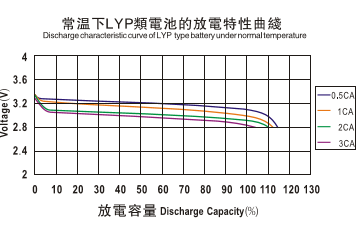 常溫下LYP類電池的放電特性曲綫
Discharge characteristic curve of LYP type battery under normal temperature
Voltage(V)
4
3.6
3.2
2.8
2.4
2
0 10 20 30 40 50 60 70 80 90 100 110 120 130
放電容量 Discharge Capacity(%)
0.5CA
1CA
2CA
3CA